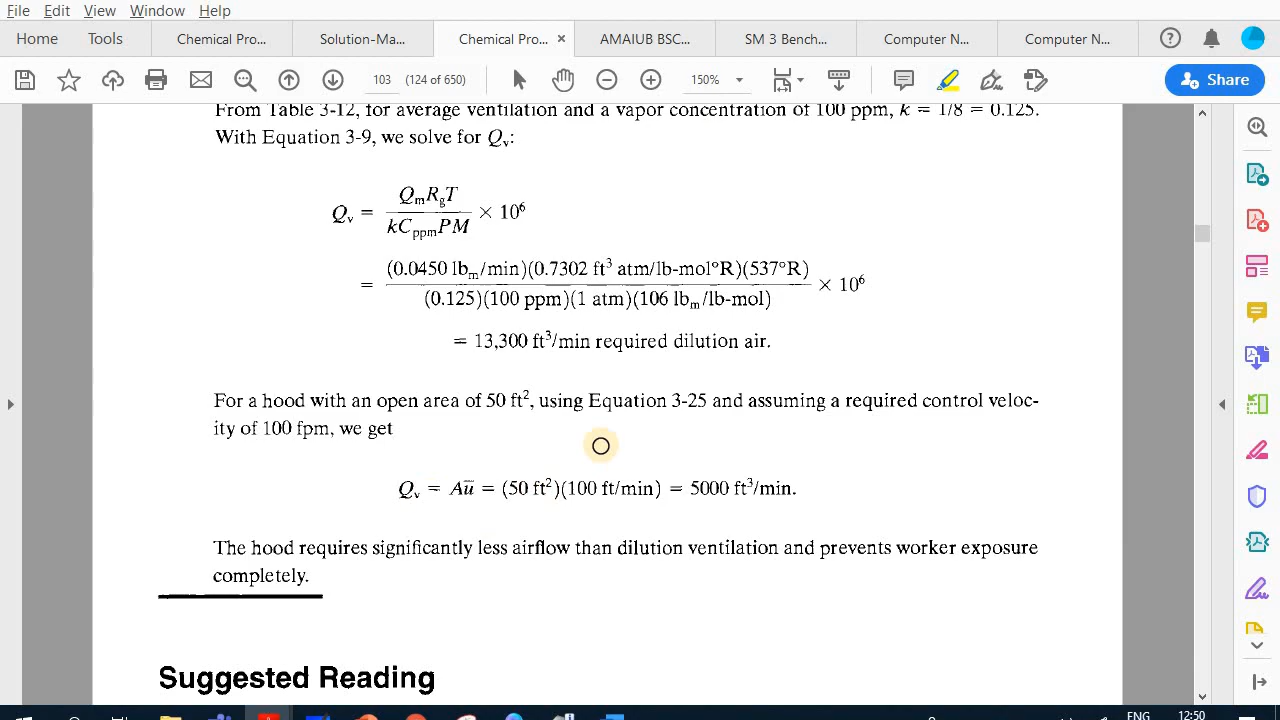 File Edit View Window Help
Home Tools Chemical Pro... Solution-Ma... Chemical Pro... × AMAIUB BSC... SM 3 Bench... Computer N... Computer N...
103 (124 of 650) 150% Share
From Table 3-12, for average ventilation and a vapor concentration of 100 ppm, k = 1/8 = 0.125.
With Equation 3-9, we solve for Qv:
Qv = QmRgT / kCppmPM × 10⁶
= (0.0450 lbm/min)(0.7302 ft³ atm/lb-mol°R)(537°R) / (0.125)(100 ppm)(1 atm)(106 lbm/lb-mol) × 10⁶
= 13,300 ft³/min required dilution air.
For a hood with an open area of 50 ft², using Equation 3-25 and assuming a required control veloc-
ity of 100 fpm, we get
Qv = Aū = (50 ft²)(100 ft/min) = 5000 ft³/min.
The hood requires significantly less airflow than dilution ventilation and prevents worker exposure
completely.
Suggested Reading
ENG 12:50